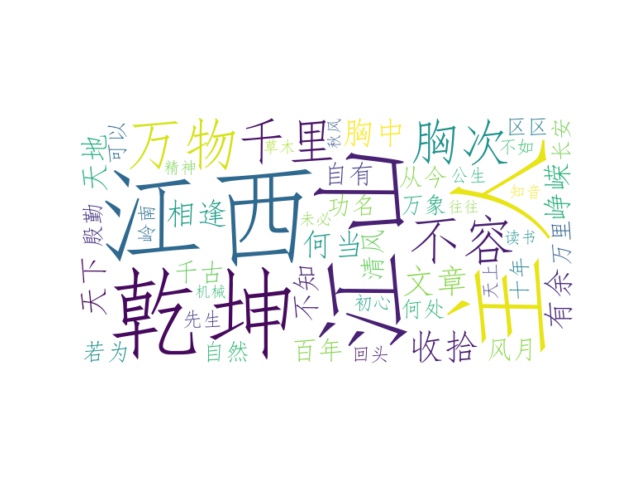 天地
可以
万物
千里
草木
秋风
胸中
胸次
区区
不如
长安
精神
江西
江山
自有
从今
公生
主人
知音
峥嵘
殷勤
岭南
相逢
未必
功名
万象
往往
何当
清风
不容
读书
万里
天下
千古
机械
乾坤
不知
文章
天上
十年
有余
先生
初心
何处
若为
自然
百年
回头
收拾
风月